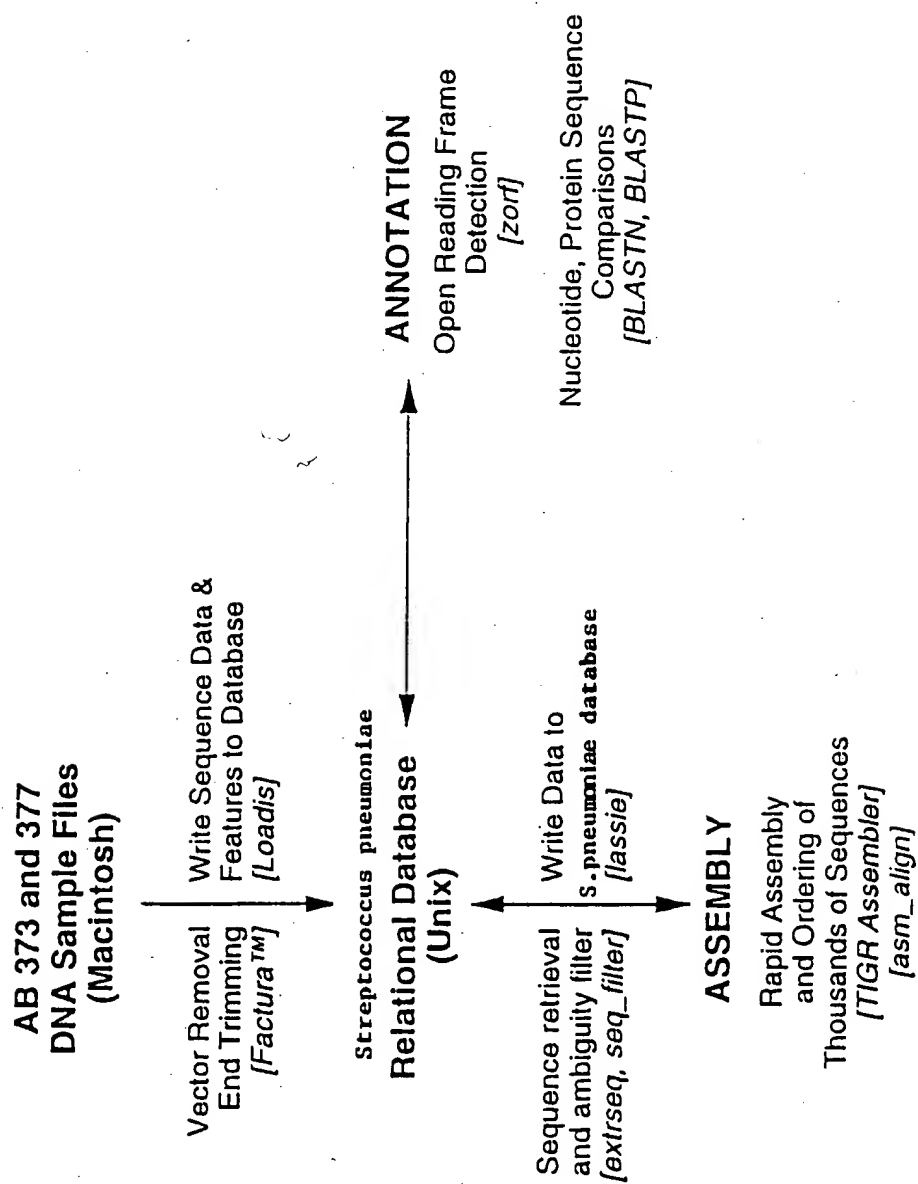 AB 373 and 377
DNA Sample Files
(Macintosh)
Vector Removal
End Trimming
[Factura™]
Write Sequence Data &
Features to Database
[Loadis]
Streptococcus pneumoniae
Relational Database
(Unix)
Sequence retrieval
and ambiguity filter
[extrseq, seq_filter]
Write Data to
S.pneumoniae database
[lassie]
ASSEMBLY
Rapid Assembly
and Ordering of
Thousands of Sequences
[TIGR Assembler]
[asm_align]
ANNOTATION
Open Reading Frame
Detection
[zorf]
Nucleotide, Protein Sequence
Comparisons
[BLASTN, BLASTP]